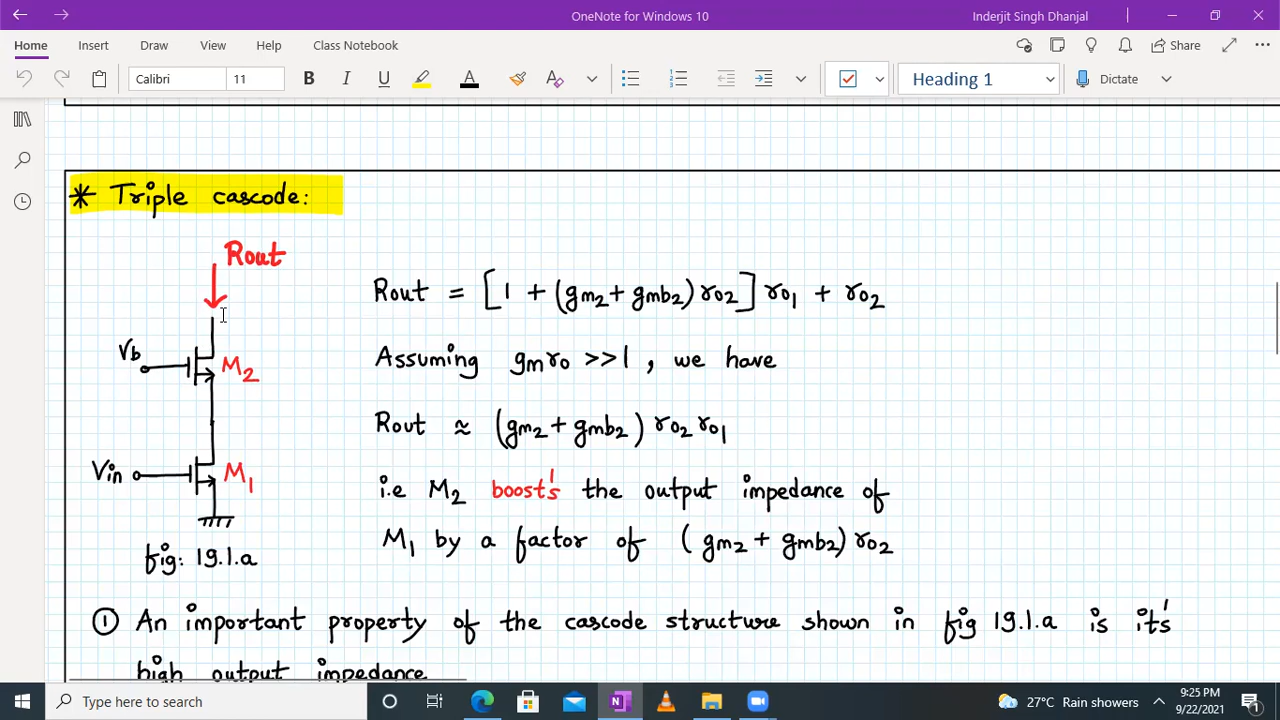 OneNote for Windows 10
Inderjit Singh Dhanjal
Home Insert Draw View Help Class Notebook Share
Calibri 11 B I U A Heading 1 Dictate
* Triple cascode:
Rout
Rout = [1 + (gm2 + gmb2) ro2] ro1 + ro2
Vb
M2
Assuming gmro >>1, we have
Rout ≈ (gm2 + gmb2) ro2 ro1
Vin
M1
i.e M2 boost's the output impedance of
M1 by a factor of (gm2 + gmb2) ro2
fig: 19.1.a
① An important property of the cascode structure shown in fig 19.1.a is it's
high output impedance
Type here to search
27°C Rain showers
9:25 PM
9/22/2021
1